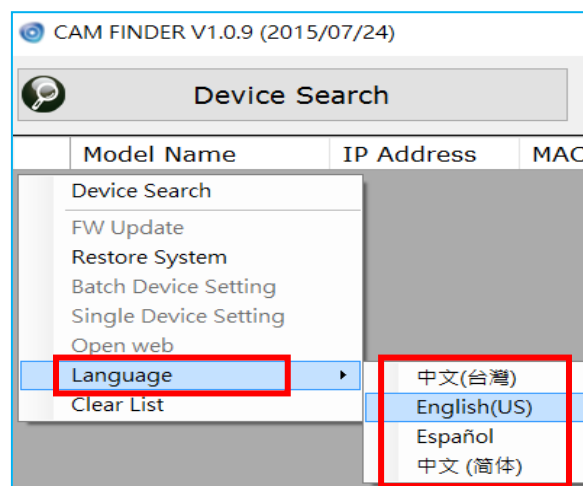 CAM FINDER V1.0.9 (2015/07/24)
Device Search
Model Name IP Address MAC
Device Search
FW Update
Restore System
Batch Device Setting
Single Device Setting
Open web
Language
Clear List
中文(台灣)
English(US)
Español
中文 (简体)